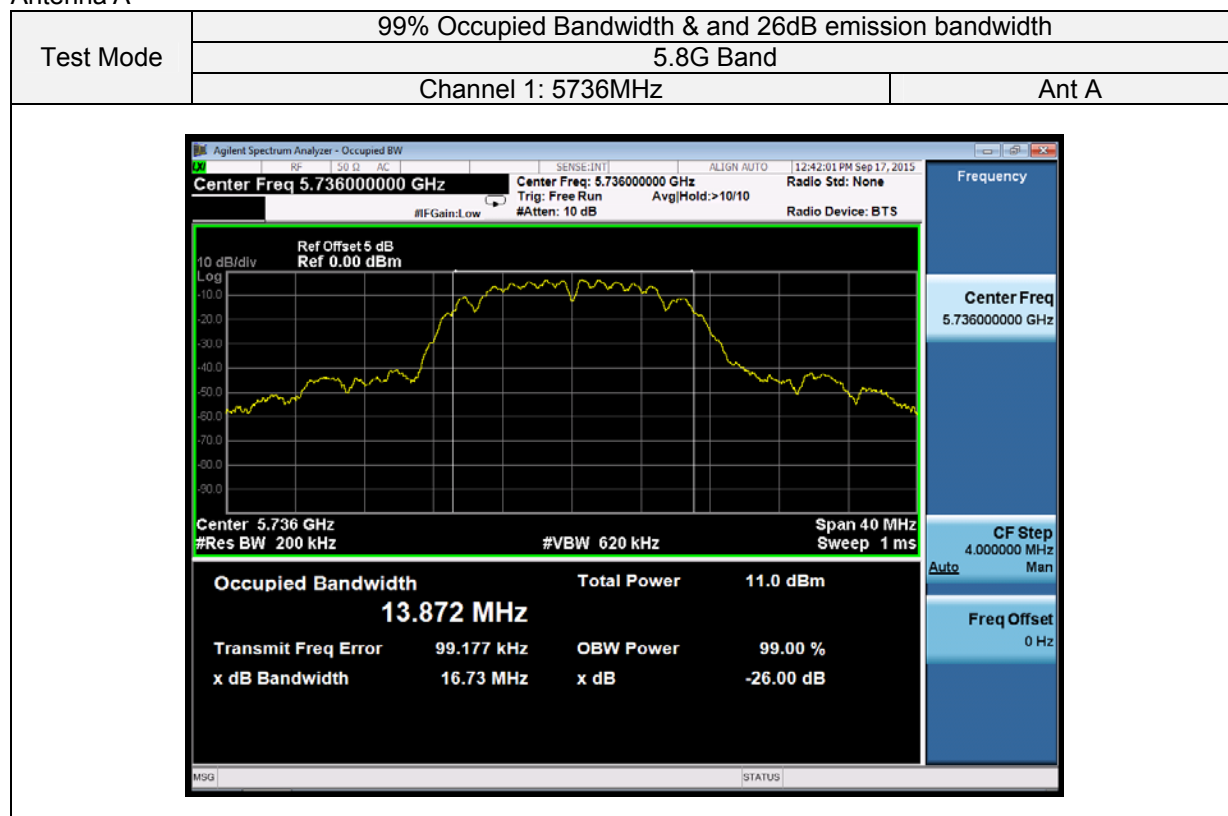 Antenna A
99% Occupied Bandwidth & and 26dB emission bandwidth
Test Mode
5.8G Band
Channel 1: 5736MHz Ant A
Agilent Spectrum Analyzer - Occupied BW
RF 50 Ω AC SENSE:INT ALIGN AUTO 12:42:01 PM Sep 17, 2015
Center Freq 5.736000000 GHz
Center Freq: 5.736000000 GHz
Radio Std: None
Trig: Free Run Avg|Hold:>10/10
#IFGain:Low #Atten: 10 dB Radio Device: BTS
Frequency
Ref Offset 5 dB
10 dB/div Ref 0.00 dBm
Log
-10.0
-20.0
-30.0
-40.0
-50.0
-60.0
-70.0
-80.0
-90.0
Center 5.736 GHz Span 40 MHz
#Res BW 200 kHz #VBW 620 kHz Sweep 1 ms
Center Freq
5.736000000 GHz
CF Step
4.000000 MHz
Auto Man
Freq Offset
0 Hz
Occupied Bandwidth Total Power 11.0 dBm
13.872 MHz
Transmit Freq Error 99.177 kHz OBW Power 99.00 %
x dB Bandwidth 16.73 MHz x dB -26.00 dB
MSG STATUS